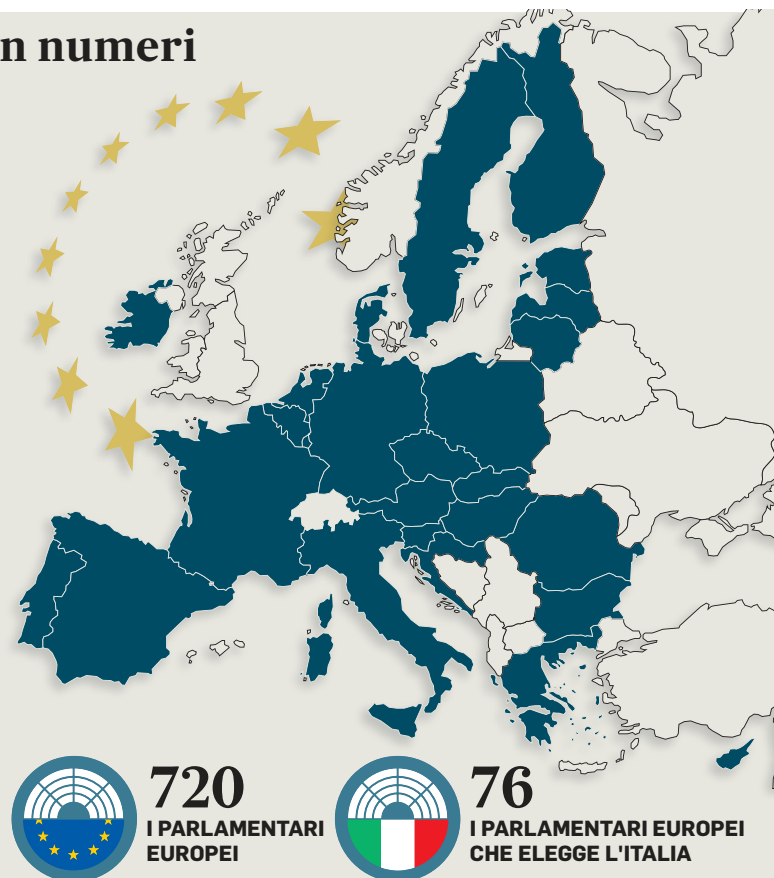 n numeri
720
I PARLAMENTARI
EUROPEI
76
I PARLAMENTARI EUROPEI
CHE ELEGGE L'ITALIA